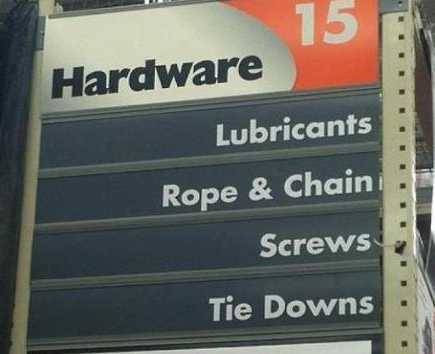 15
Hardware
Lubricants
Rope & Chain
Screws
Tie Downs